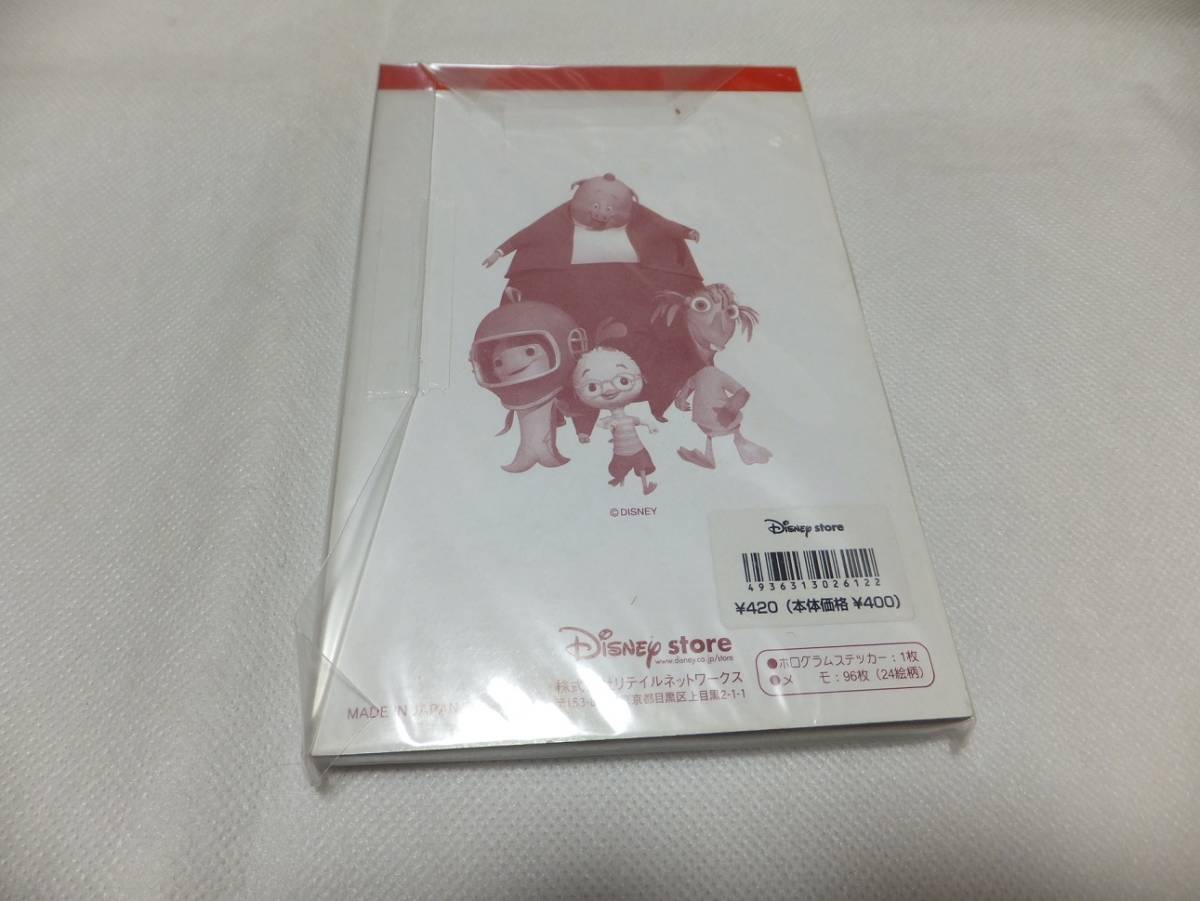 ©DISNEY
Disney store
4936313026122
¥420 (本体価格 ¥400)
Disney store
www.disney.co.jp/store
リテイルネットワークス
京都目黒区上目黒2-1-1
MADE IN JAPAN
●ホログラムステッカー：1枚
●メ　モ：96枚（24絵柄）